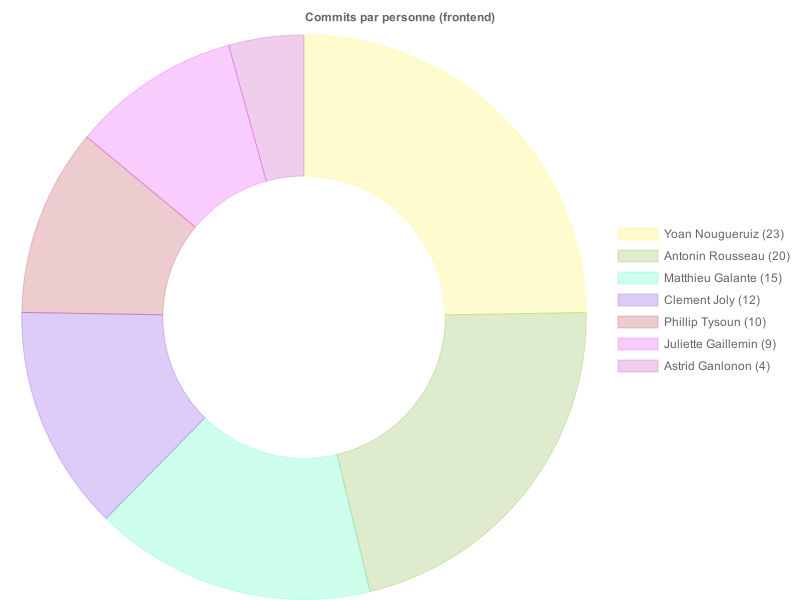 Commits par personne (frontend)
Yoan Nougueruiz (23)
Antonin Rousseau (20)
Matthieu Galante (15)
Clement Joly (12)
Phillip Tysoun (10)
Juliette Gaillemin (9)
Astrid Ganlonon (4)